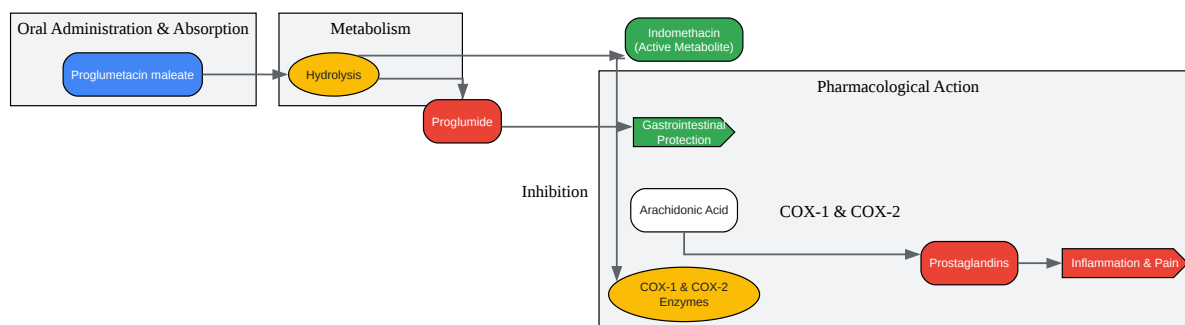 Oral Administration & Absorption
Proglumetacin maleate
Metabolism
Hydrolysis
Proglumide
Indomethacin
(Active Metabolite)
Pharmacological Action
Gastrointestinal
Protection
Inhibition
Arachidonic Acid
COX-1 & COX-2
Prostaglandins
Inflammation & Pain
COX-1 & COX-2
Enzymes